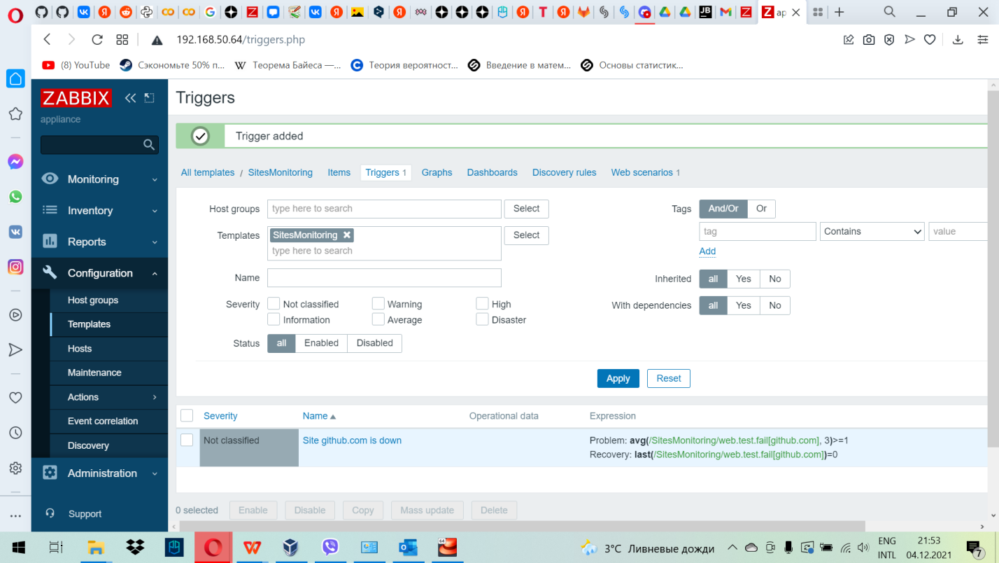 ap
192.168.50.64/triggers.php
(8) YouTube Сэкономьте 50% п... W Теорема Байеса —... Теория вероятност... Введение в матем... Основы статистик...
ZABBIX
appliance
Monitoring
Inventory
Reports
Configuration
Host groups
Templates
Hosts
Maintenance
Actions
Event correlation
Discovery
Administration
Support
Triggers
Trigger added
All templates / SitesMonitoring Items Triggers 1 Graphs Dashboards Discovery rules Web scenarios 1
Host groups type here to search Select
Templates SitesMonitoring Select
type here to search
Name
Severity Not classified Warning High
Information Average Disaster
Status all Enabled Disabled
Tags And/Or Or
tag Contains value
Add
Inherited all Yes No
With dependencies all Yes No
Apply Reset
Severity Name Operational data Expression
Not classified Site github.com is down Problem: avg(/SitesMonitoring/web.test.fail[github.com], 3)>=1
Recovery: last(/SitesMonitoring/web.test.fail[github.com])=0
0 selected Enable Disable Copy Mass update Delete
3°C Ливневые дожди
ENG
INTL
21:53
04.12.2021
7